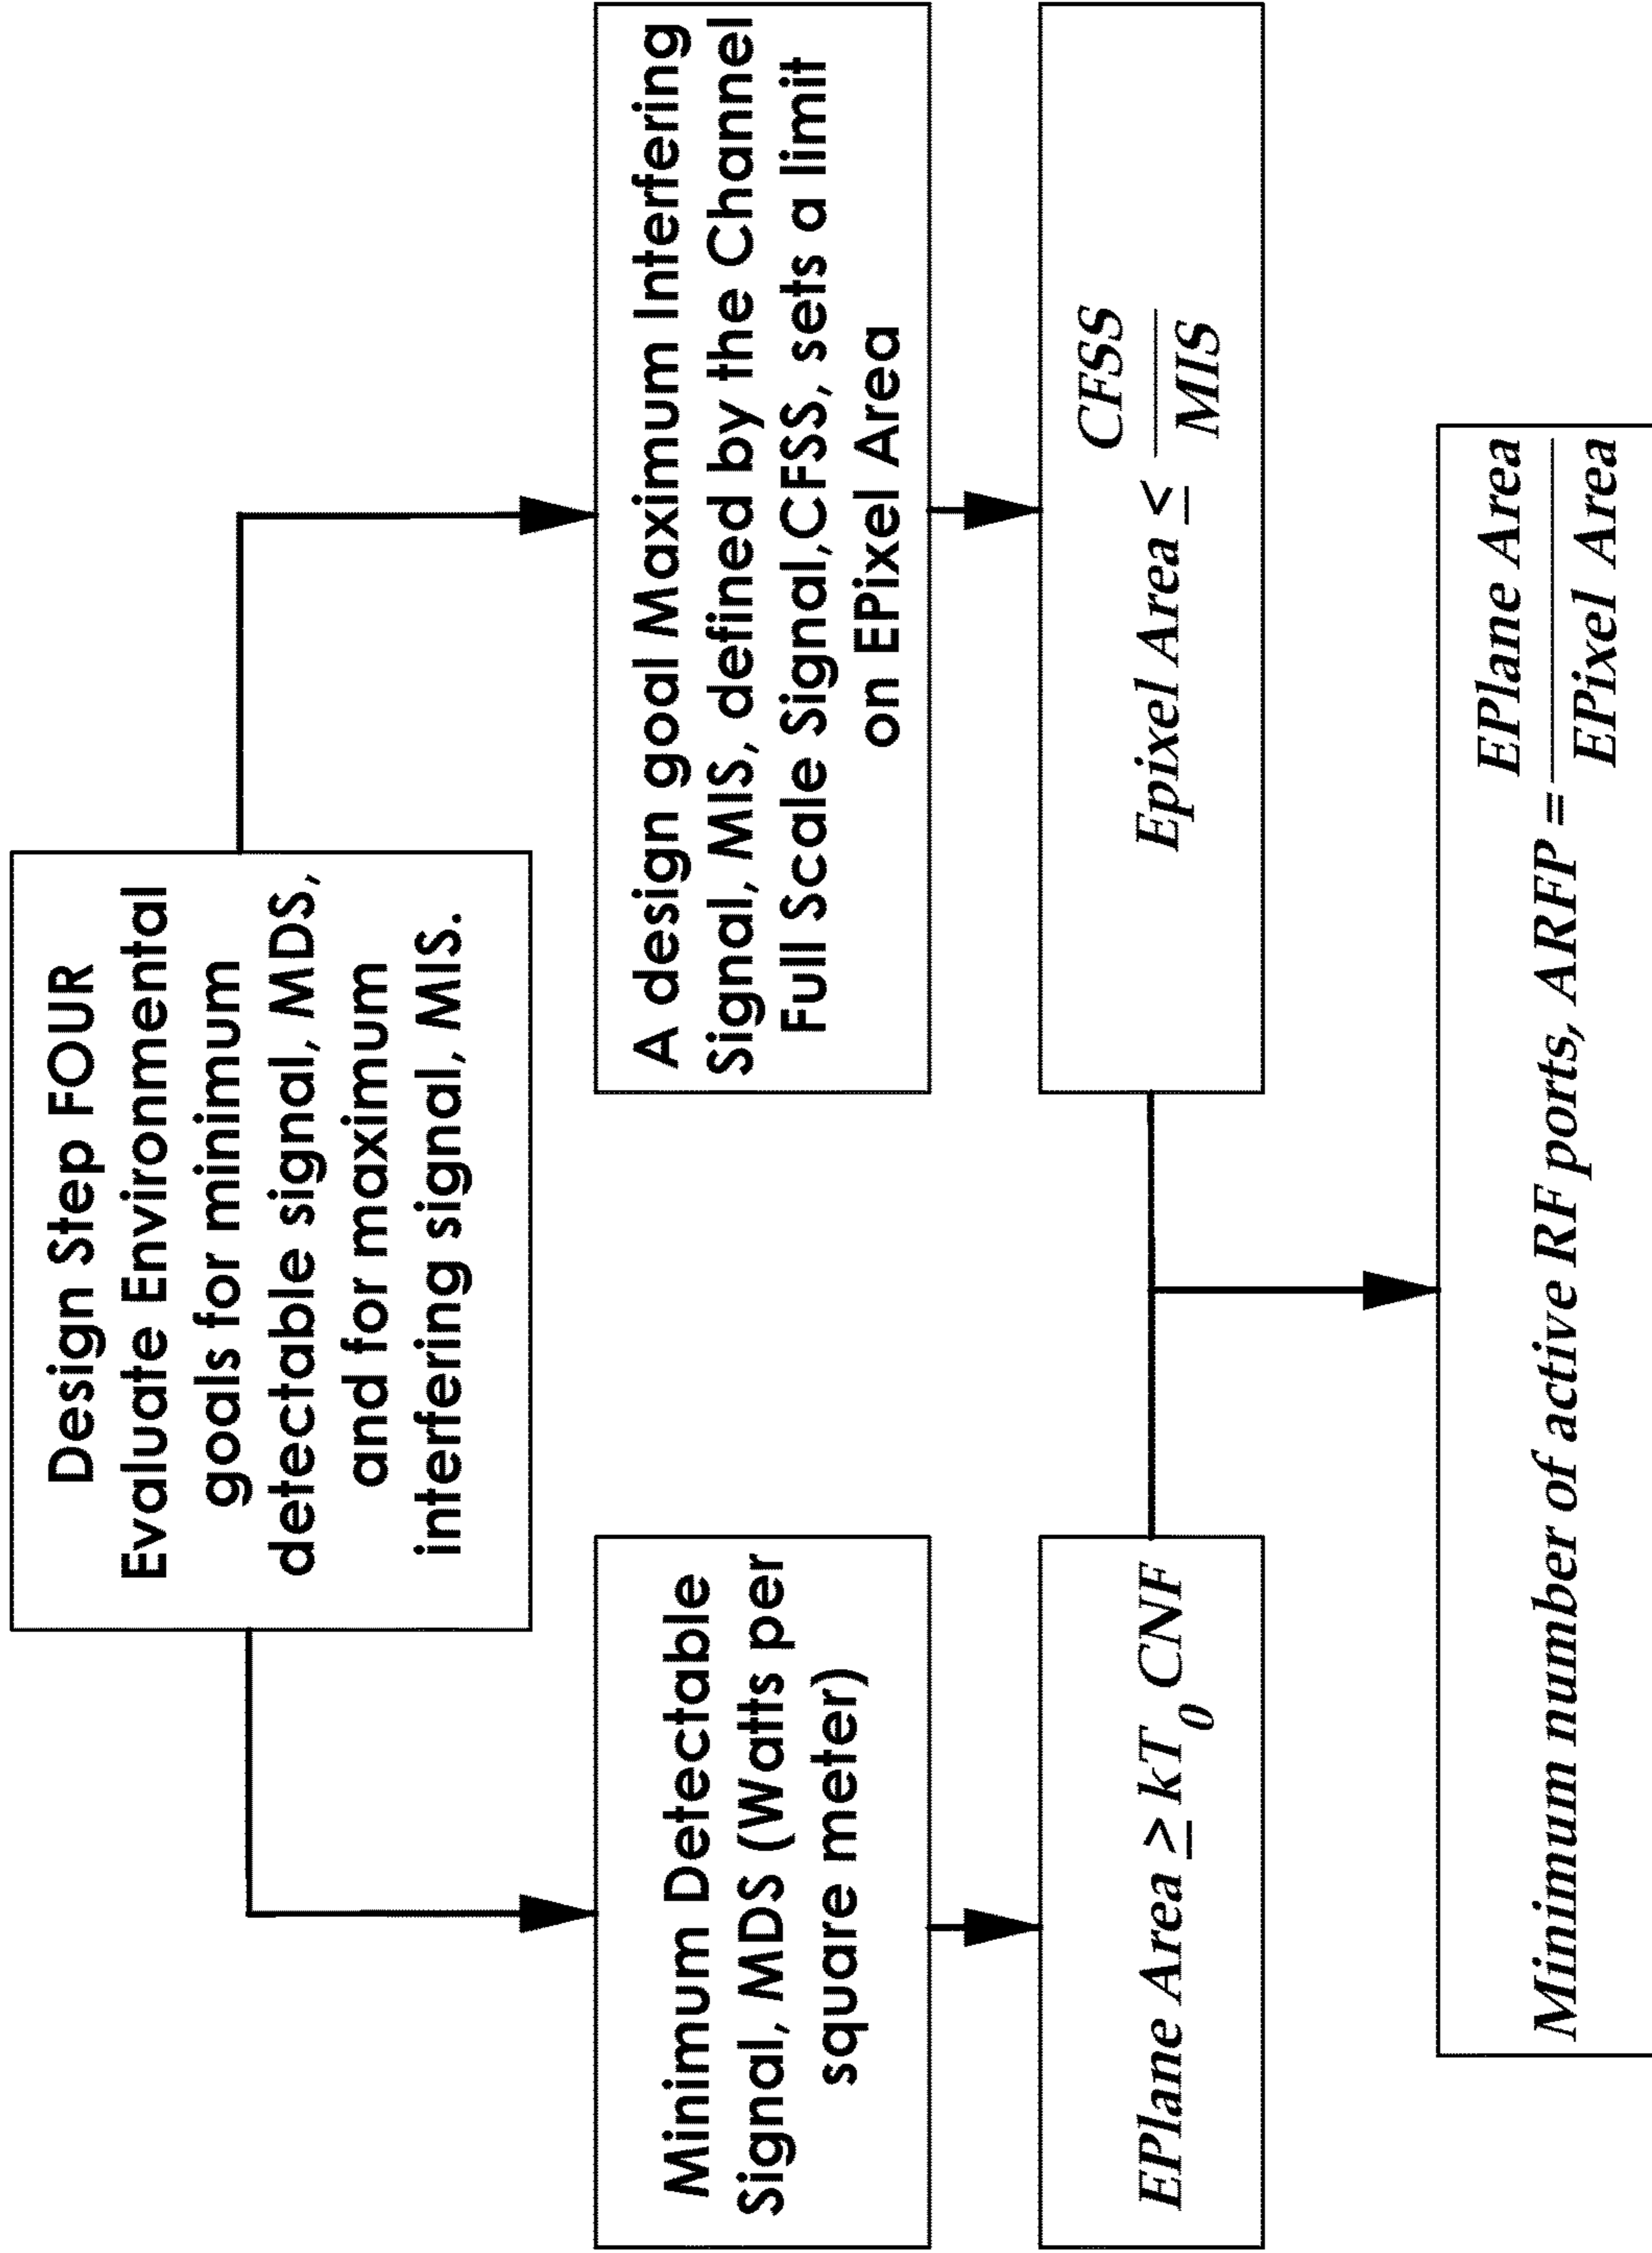 Design Step FOUR
Evaluate Environmental
goals for minimum
detectable signal, MDS,
and for maximum
interfering signal, MIS.
Minimum Detectable
Signal, MDS (Watts per
square meter)
A design goal Maximum Interfering
Signal, MIS, defined by the Channel
Full Scale Signal,CFSS, sets a limit
on EPixel Area
EPlane Area ≥ kT₀ CNF
Epixel Area ≤ CFSS / MIS
Minimum number of active RF ports, ARFP = EPlane Area / EPixel Area